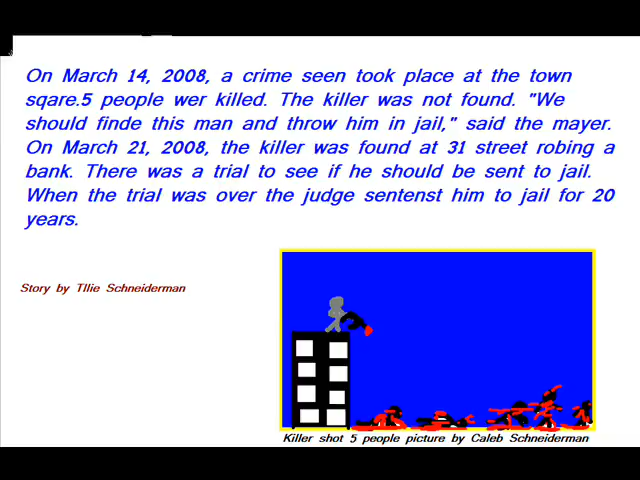 On March 14, 2008, a crime seen took place at the town
sqare.5 people wer killed. The killer was not found. "We
should finde this man and throw him in jail," said the mayer.
On March 21, 2008, the killer was found at 31 street robing a
bank. There was a trial to see if he should be sent to jail.
When the trial was over the judge sentenst him to jail for 20
years.
Story by Tllie Schneiderman
Killer shot 5 people picture by Caleb Schneiderman